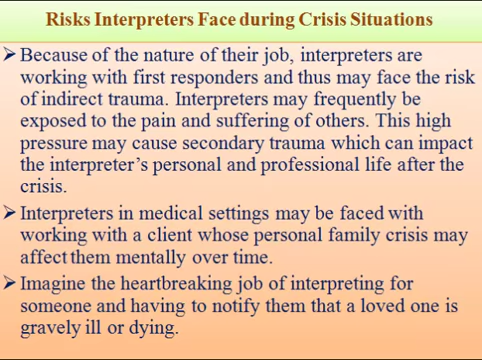 Risks Interpreters Face during Crisis Situations
➢ Because of the nature of their job, interpreters are
working with first responders and thus may face the risk
of indirect trauma. Interpreters may frequently be
exposed to the pain and suffering of others. This high
pressure may cause secondary trauma which can impact
the interpreter's personal and professional life after the
crisis.
➢ Interpreters in medical settings may be faced with
working with a client whose personal family crisis may
affect them mentally over time.
➢ Imagine the heartbreaking job of interpreting for
someone and having to notify them that a loved one is
gravely ill or dying.